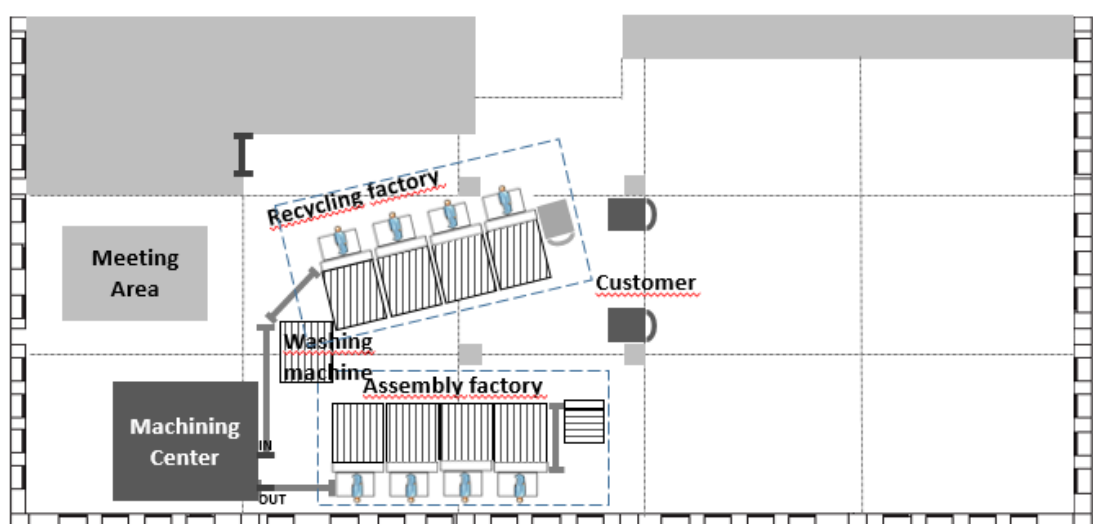 Recycling factory
Meeting
Area
Customer
Washing
machine
Assembly factory
Machining
Center
IN
OUT